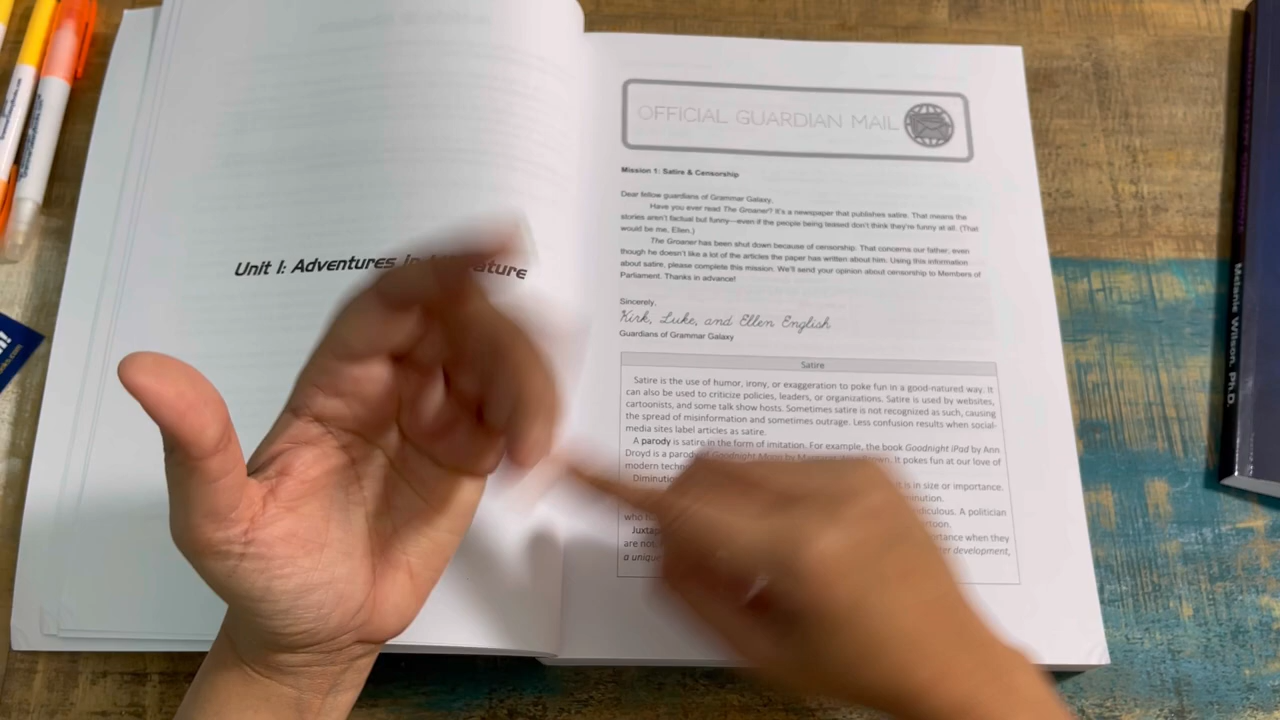 Unit I: Adventures in Literature
OFFICIAL GUARDIAN MAIL
Mission 1: Satire & Censorship
Dear fellow guardians of Grammar Galaxy,
Have you ever read The Groaner? It's a newspaper that publishes satire. That means the
stories aren't factual but funny—even if the people being teased don't think they're funny at all. (That
would be me, Ellen.)
The Groaner has been shut down because of censorship. That concerns our father, even
though he doesn't like a lot of the articles the paper has written about him. Using this information
about satire, please complete this mission. We'll send your opinion about censorship to Members of
Parliament. Thanks in advance!
Sincerely,
Kirk, Luke, and Ellen English
Guardians of Grammar Galaxy
Satire
Satire is the use of humor, irony, or exaggeration to poke fun in a good-natured way. It
can also be used to criticize policies, leaders, or organizations. Satire is used by websites,
cartoonists, and some talk show hosts. Sometimes satire is not recognized as such, causing
the spread of misinformation and sometimes outrage. Less confusion results when social-
media sites label articles as satire.
A parody is satire in the form of imitation. For example, the book Goodnight iPad by Ann
Droyd is a parody of Goodnight Moon by Margaret Wise Brown. It pokes fun at our love of
modern
is in size or importance.
A politician
who
when they
are not
development,
a unique
Melanie Wilson, Ph.D.